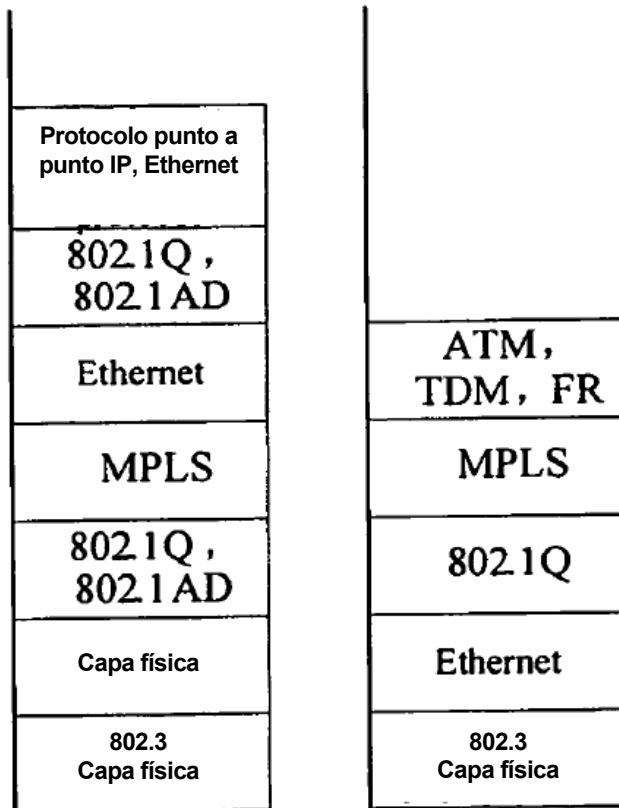 Protocolo punto a
punto IP, Ethernet
802.1Q,
802.1AD
Ethernet
MPLS
802.1Q,
802.1AD
Capa física
802.3
Capa física
ATM,
TDM, FR
MPLS
802.1Q
Ethernet
802.3
Capa física